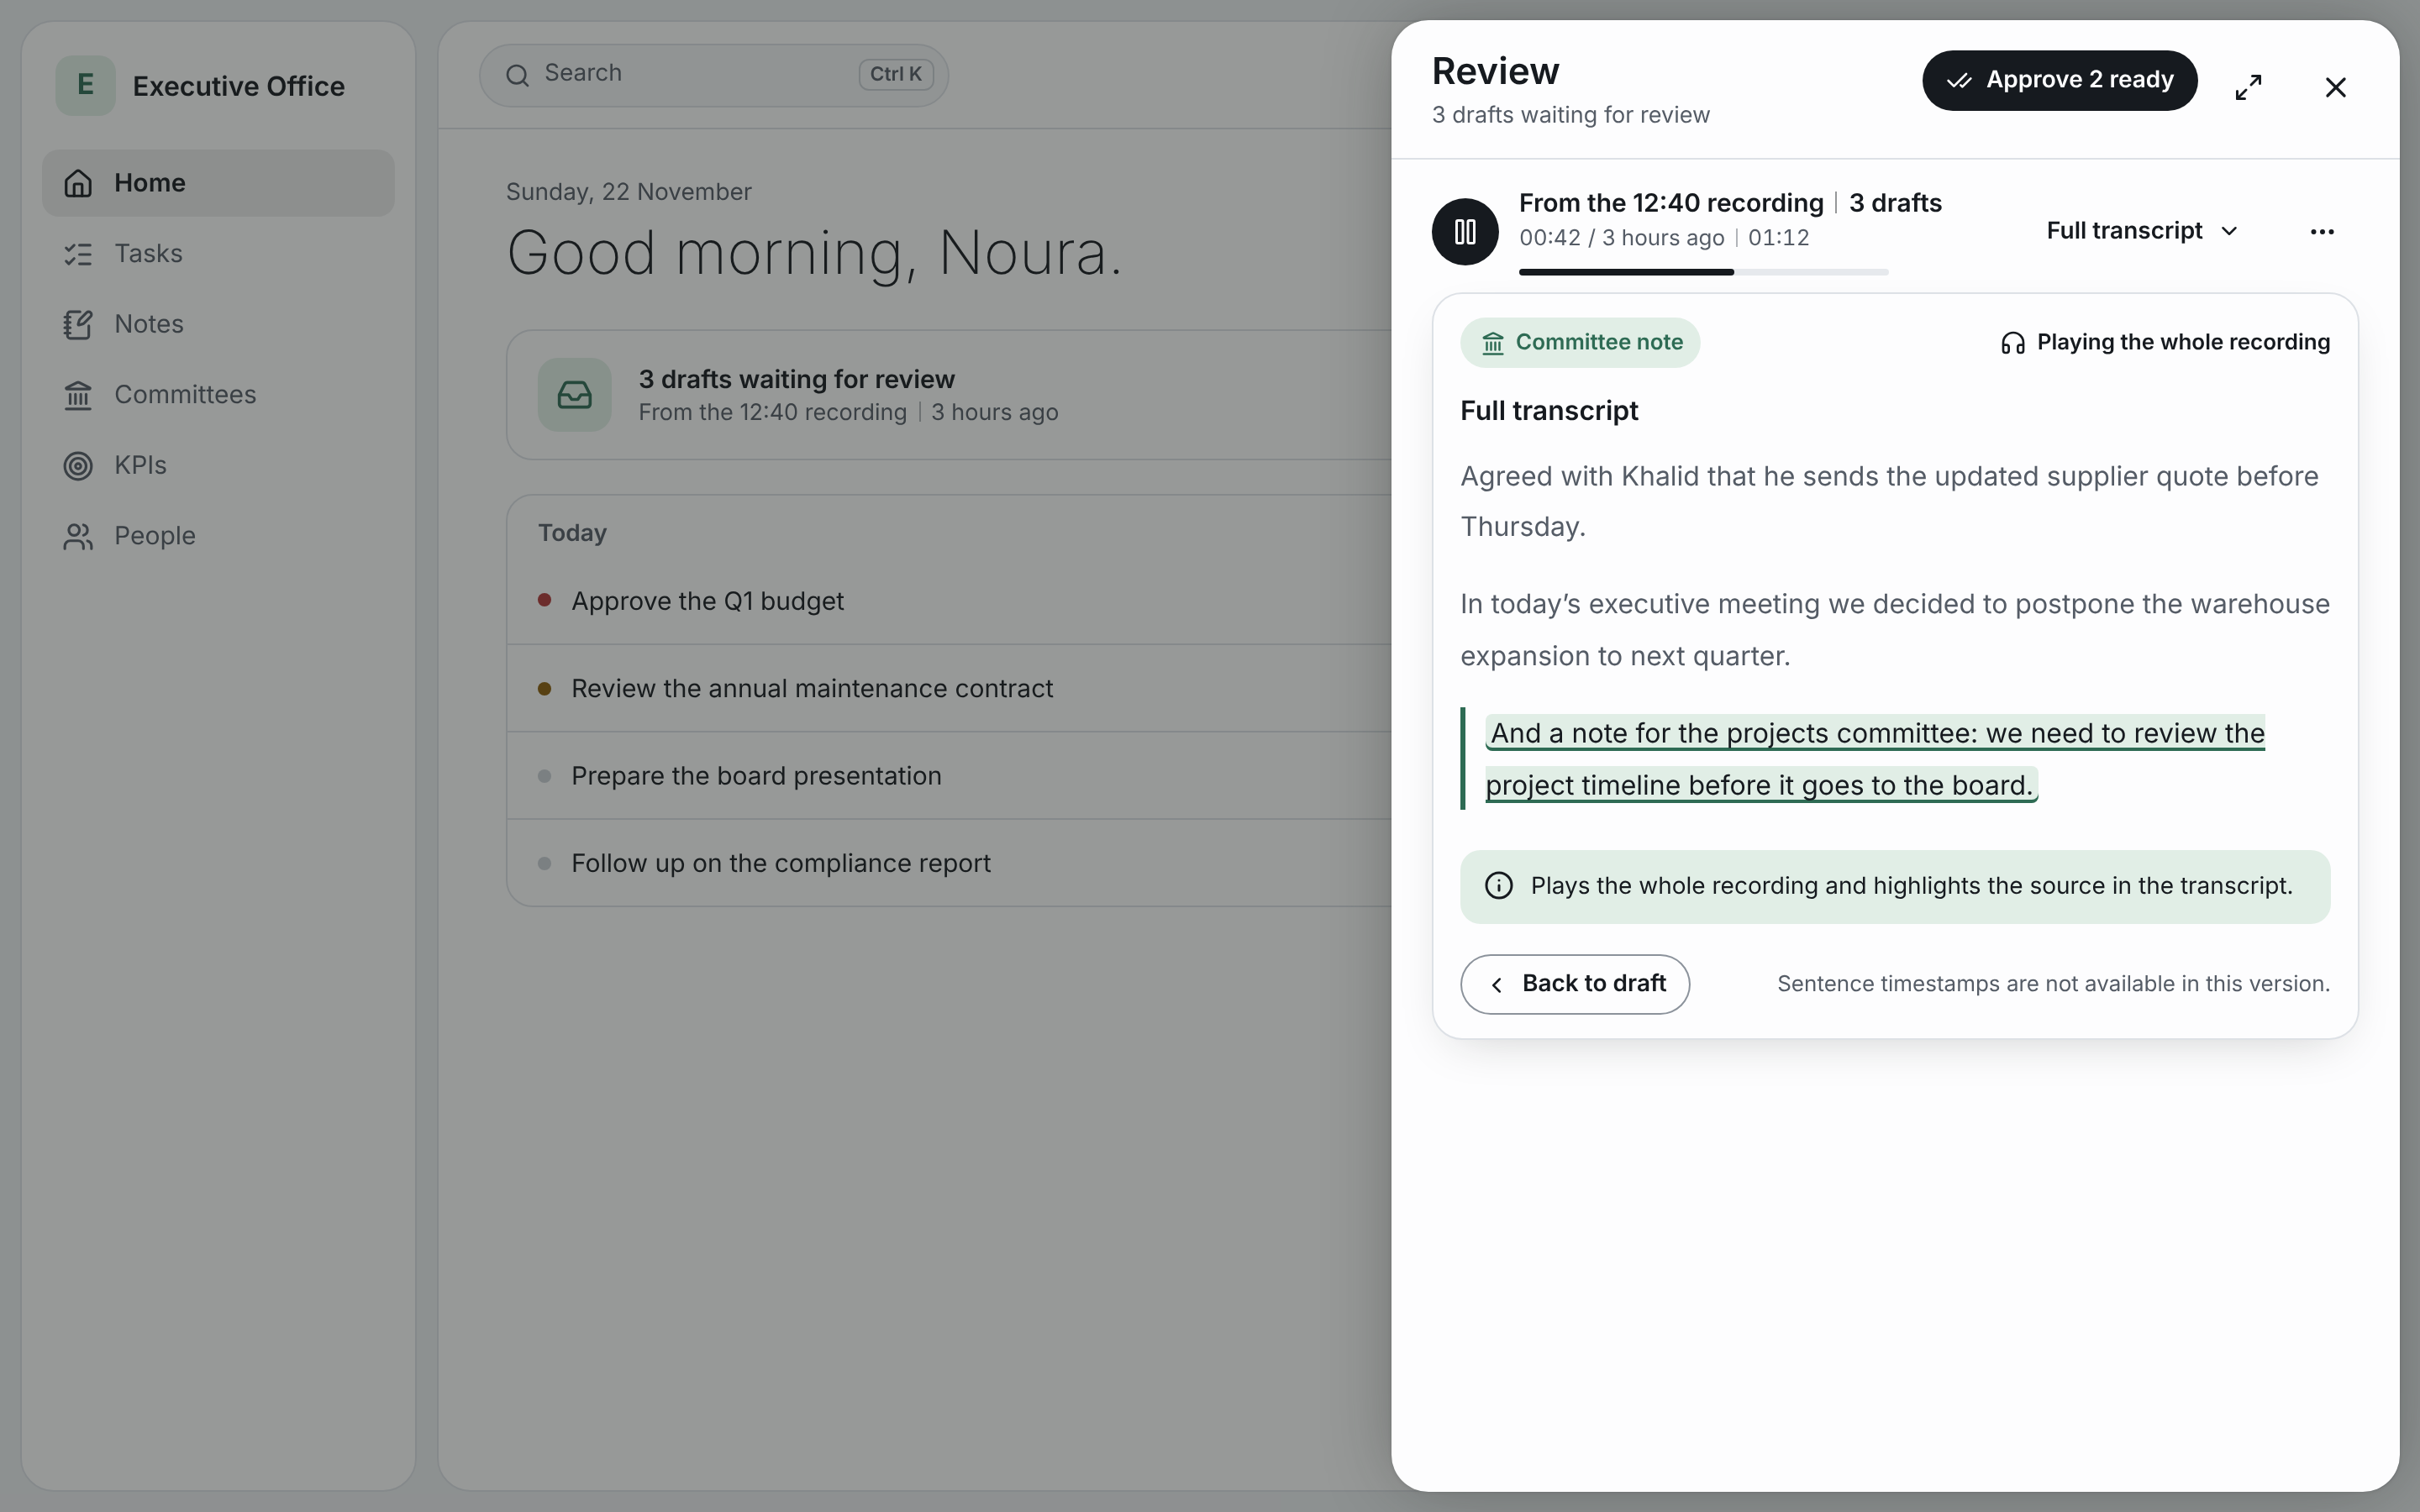 E
Executive Office
Home
Tasks
Notes
Committees
KPIs
People
Search
Ctrl K
Sunday, 22 November
Good morning, Noura.
3 drafts waiting for review
From the 12:40 recording | 3 hours ago
Today
Approve the Q1 budget
Review the annual maintenance contract
Prepare the board presentation
Follow up on the compliance report
Review
3 drafts waiting for review
Approve 2 ready
From the 12:40 recording | 3 drafts
00:42 / 3 hours ago | 01:12
Full transcript
Committee note
Playing the whole recording
Full transcript
Agreed with Khalid that he sends the updated supplier quote before
Thursday.
In today’s executive meeting we decided to postpone the warehouse
expansion to next quarter.
And a note for the projects committee: we need to review the
project timeline before it goes to the board.
Plays the whole recording and highlights the source in the transcript.
Back to draft
Sentence timestamps are not available in this version.